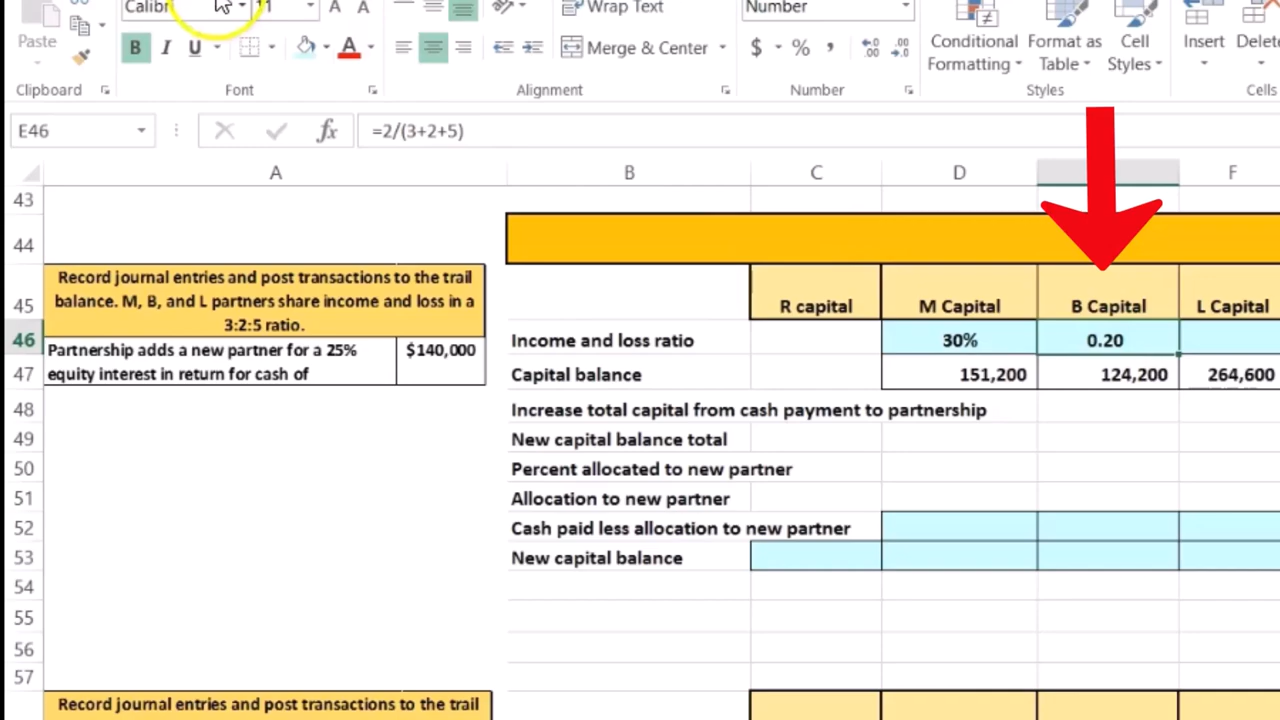 Calibri 11 A A Wrap Text Number
Paste B I U A Merge & Center $ % , Conditional Formatting Format as Table Cell Styles Insert Delete
Clipboard Font Alignment Number Styles Cells
E46 fx =2/(3+2+5)
A B C D F
43
44
Record journal entries and post transactions to the trail
balance. M, B, and L partners share income and loss in a
3:2:5 ratio.
45 R capital M Capital B Capital L Capital
46 Partnership adds a new partner for a 25% $140,000 Income and loss ratio 30% 0.20
47 equity interest in return for cash of Capital balance 151,200 124,200 264,600
48 Increase total capital from cash payment to partnership
49 New capital balance total
50 Percent allocated to new partner
51 Allocation to new partner
52 Cash paid less allocation to new partner
53 New capital balance
54
55
56
57
Record journal entries and post transactions to the trail